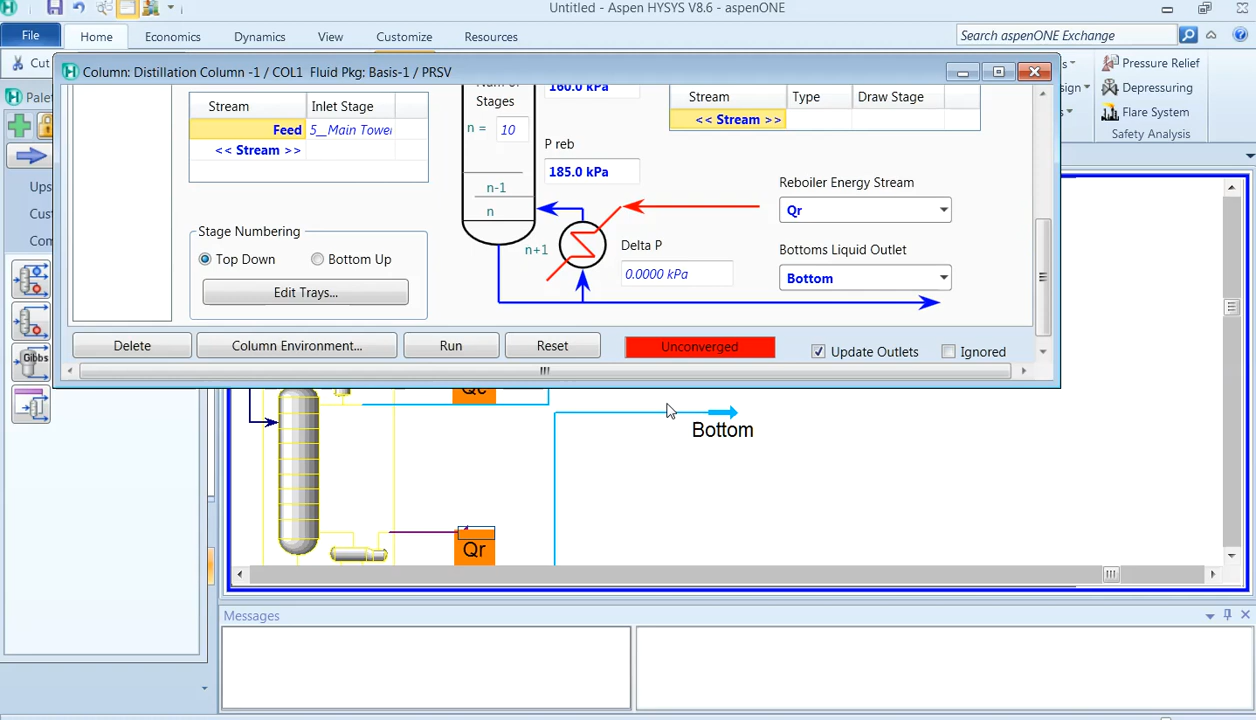 Untitled - Aspen HYSYS V8.6 - aspenONE
File
Home
Economics
Dynamics
View
Customize
Resources
Search aspenONE Exchange
Cut
Pressure Relief
Depressuring
Flare System
Safety Analysis
Column: Distillation Column -1 / COL1 Fluid Pkg: Basis-1 / PRSV
Stream
Inlet Stage
Feed
5__Main Tower
<< Stream >>
Stages
n =
10
n-1
n
n+1
160.0 kPa
P reb
185.0 kPa
Delta P
0.0000 kPa
Stream
Type
Draw Stage
<< Stream >>
Reboiler Energy Stream
Qr
Bottoms Liquid Outlet
Bottom
Stage Numbering
Top Down
Bottom Up
Edit Trays...
Delete
Column Environment...
Run
Reset
Unconverged
Update Outlets
Ignored
Gibbs
Qc
Bottom
Qr
Messages